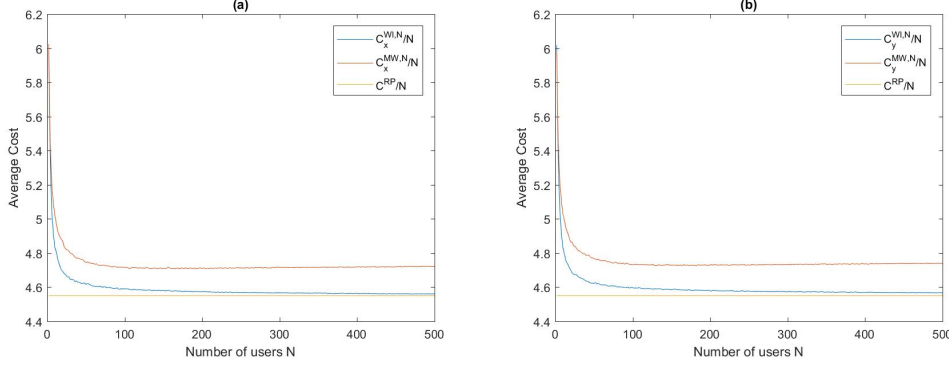 (a)
6.2
6
5.8
5.6
5.4
5.2
5
4.8
4.6
4.4
0
100
200
300
400
500
Average Cost
Number of users N
C_x^{WI,N}/N
C_x^{MW,N}/N
C^{RP}/N
(b)
6.2
6
5.8
5.6
5.4
5.2
5
4.8
4.6
4.4
0
100
200
300
400
500
Average Cost
Number of users N
C_y^{WI,N}/N
C_y^{MW,N}/N
C^{RP}/N